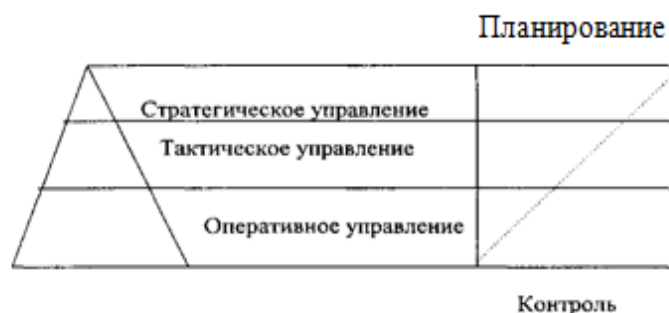 Планирование
Стратегическое управление
Тактическое управление
Оперативное управление
Контроль